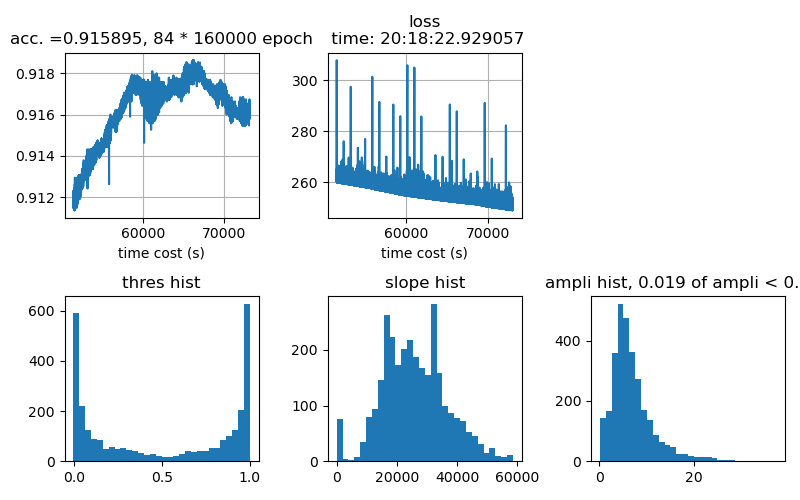 acc. =0.915895, 84 * 160000 epoch
0.918
0.916
0.914
0.912
60000 70000
time cost (s)
loss
time: 20:18:22.929057
300
280
260
60000 70000
time cost (s)
thres hist
600
400
200
0
0.0 0.5 1.0
slope hist
200
100
0
0 20000 40000 60000
ampli hist, 0.019 of ampli < 0.
400
200
0
0 20